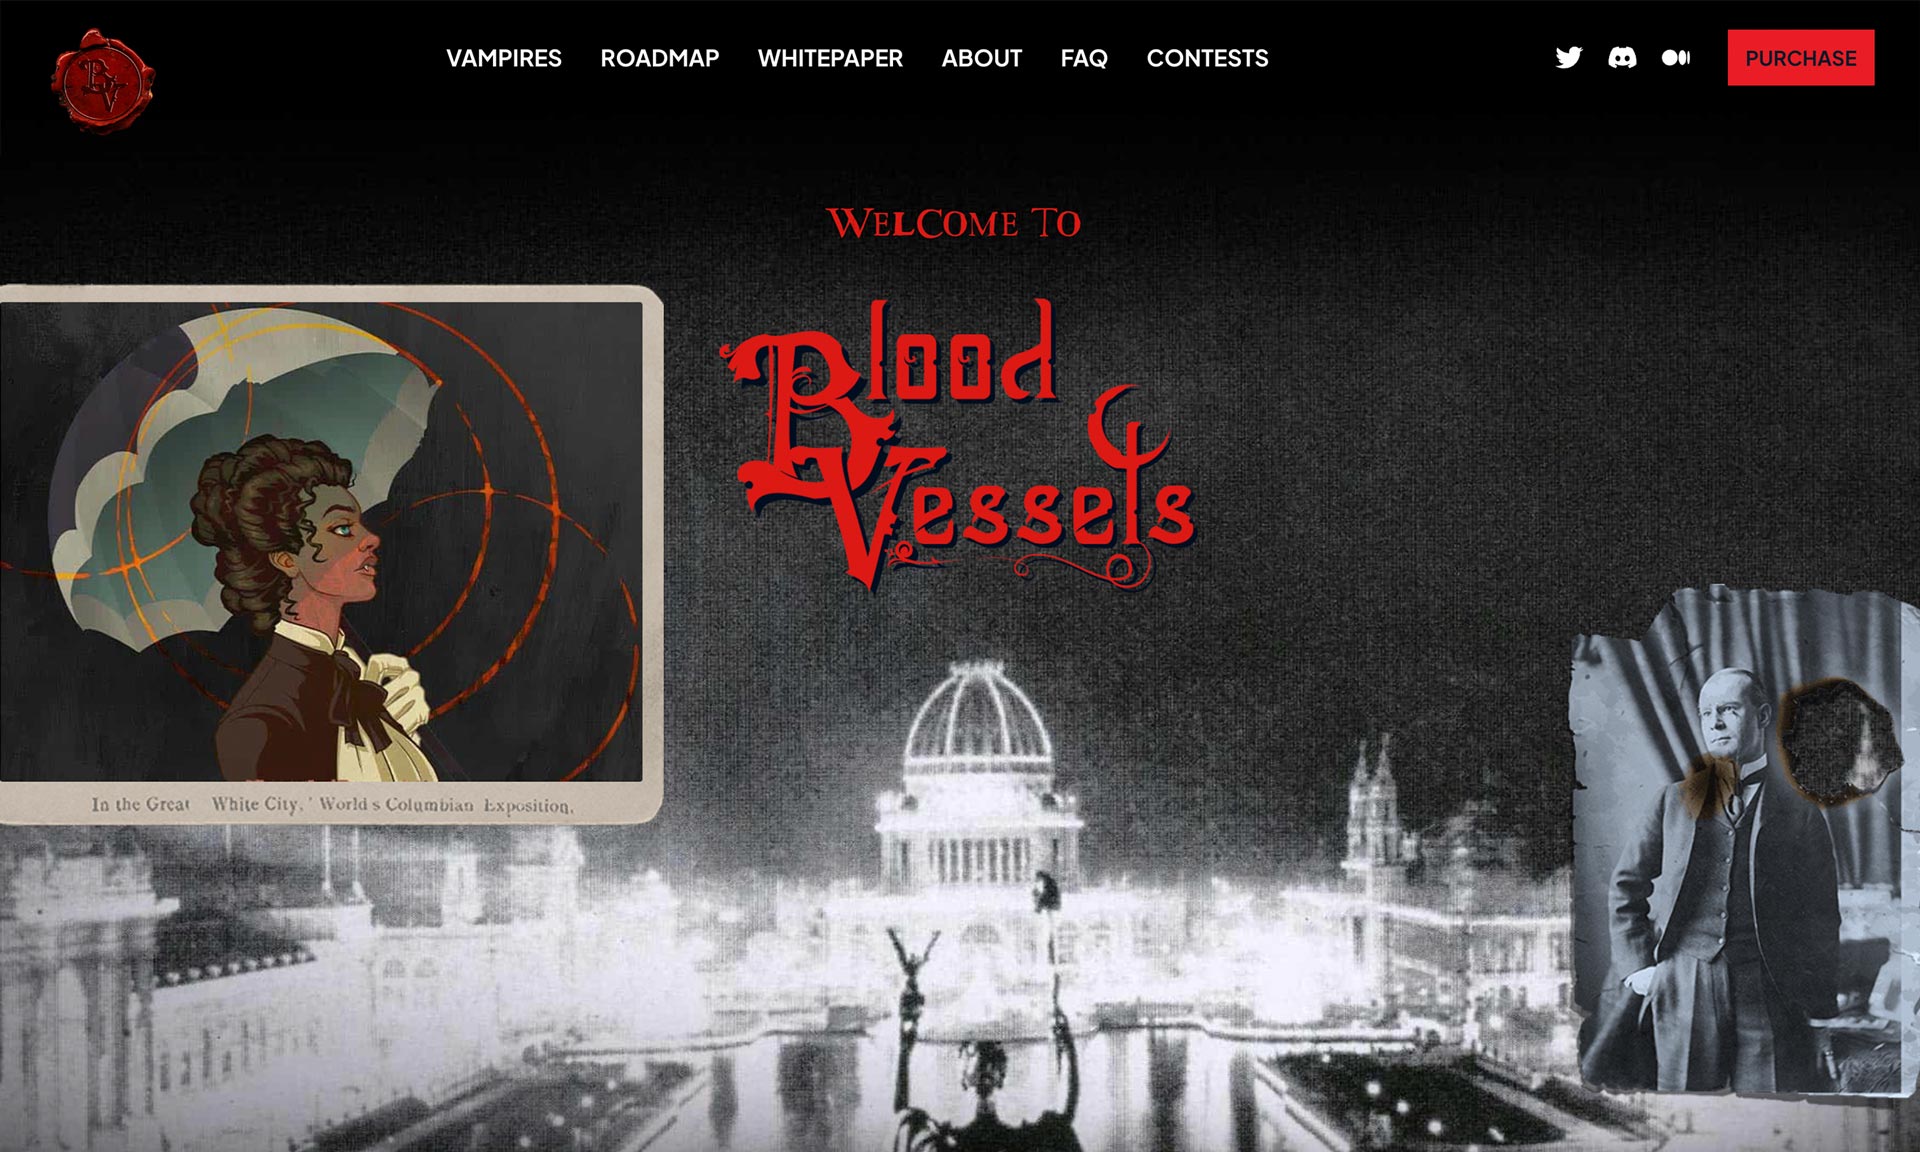 VAMPIRES ROADMAP WHITEPAPER ABOUT FAQ CONTESTS PURCHASE
BV
WELCOME TO
Blood
Vessels
In the Great White City,' World s Columbian Exposition,